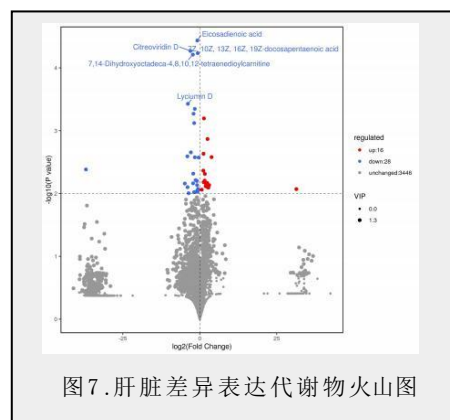 Eicosadienoic acid
Citreoviridin D
7Z, 10Z, 13Z, 16Z, 19Z-docosapentaenoic acid
7,14-Dihydroxyoctadeca-4,8,10,12-tetraenedioylcarnitine
Lyciumin D
4
3
2
1
0
-log10(P value)
-25
0
25
log2(Fold Change)
regulated
up:16
down:28
unchanged:3446
VIP
0.0
1.3
图7.肝脏差异表达代谢物火山图